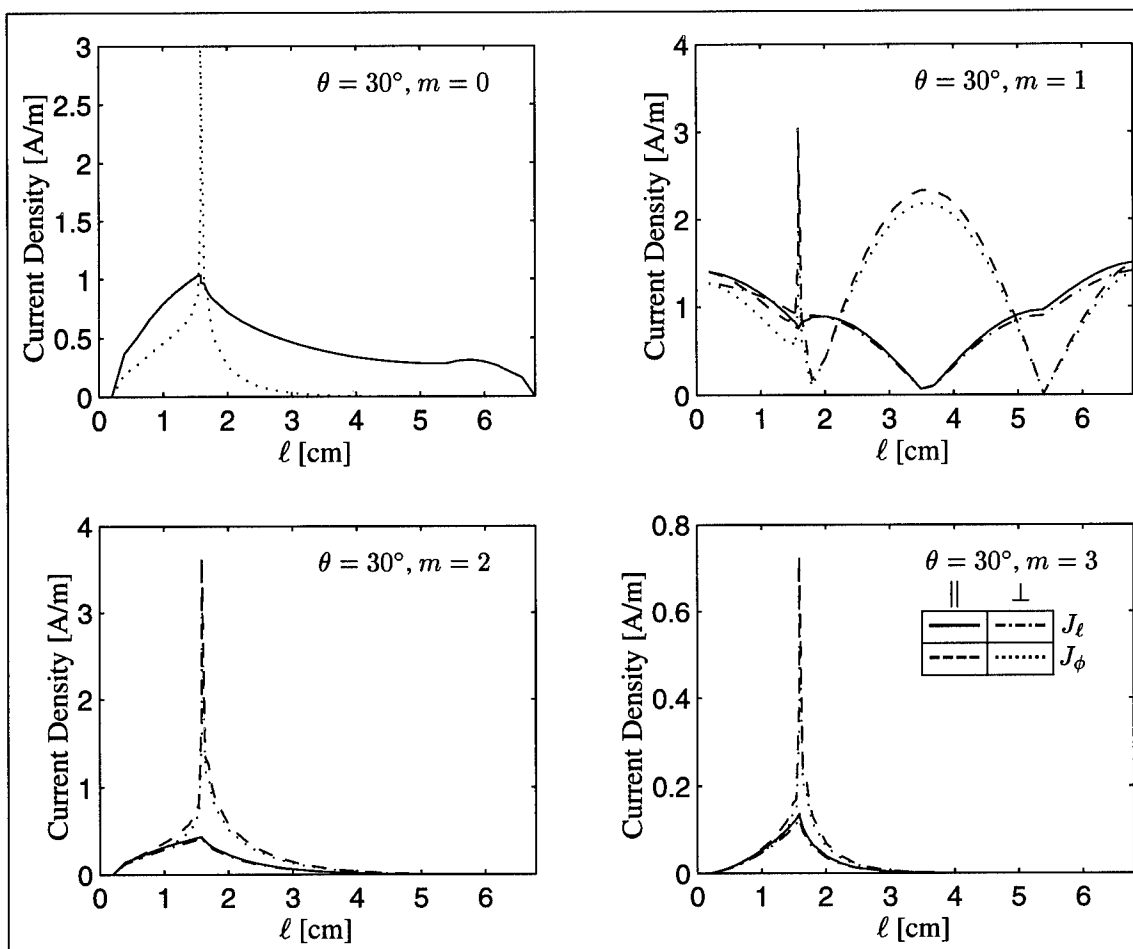 θ = 30°, m = 0
Current Density [A/m]
3
2.5
2
1.5
1
0.5
0
0 1 2 3 4 5 6
ℓ [cm]
θ = 30°, m = 1
Current Density [A/m]
4
3
2
1
0
0 1 2 3 4 5 6
ℓ [cm]
θ = 30°, m = 2
Current Density [A/m]
4
3
2
1
0
0 1 2 3 4 5 6
ℓ [cm]
θ = 30°, m = 3
|| ⊥
J_ℓ
J_ϕ
Current Density [A/m]
0.8
0.6
0.4
0.2
0
0 1 2 3 4 5 6
ℓ [cm]